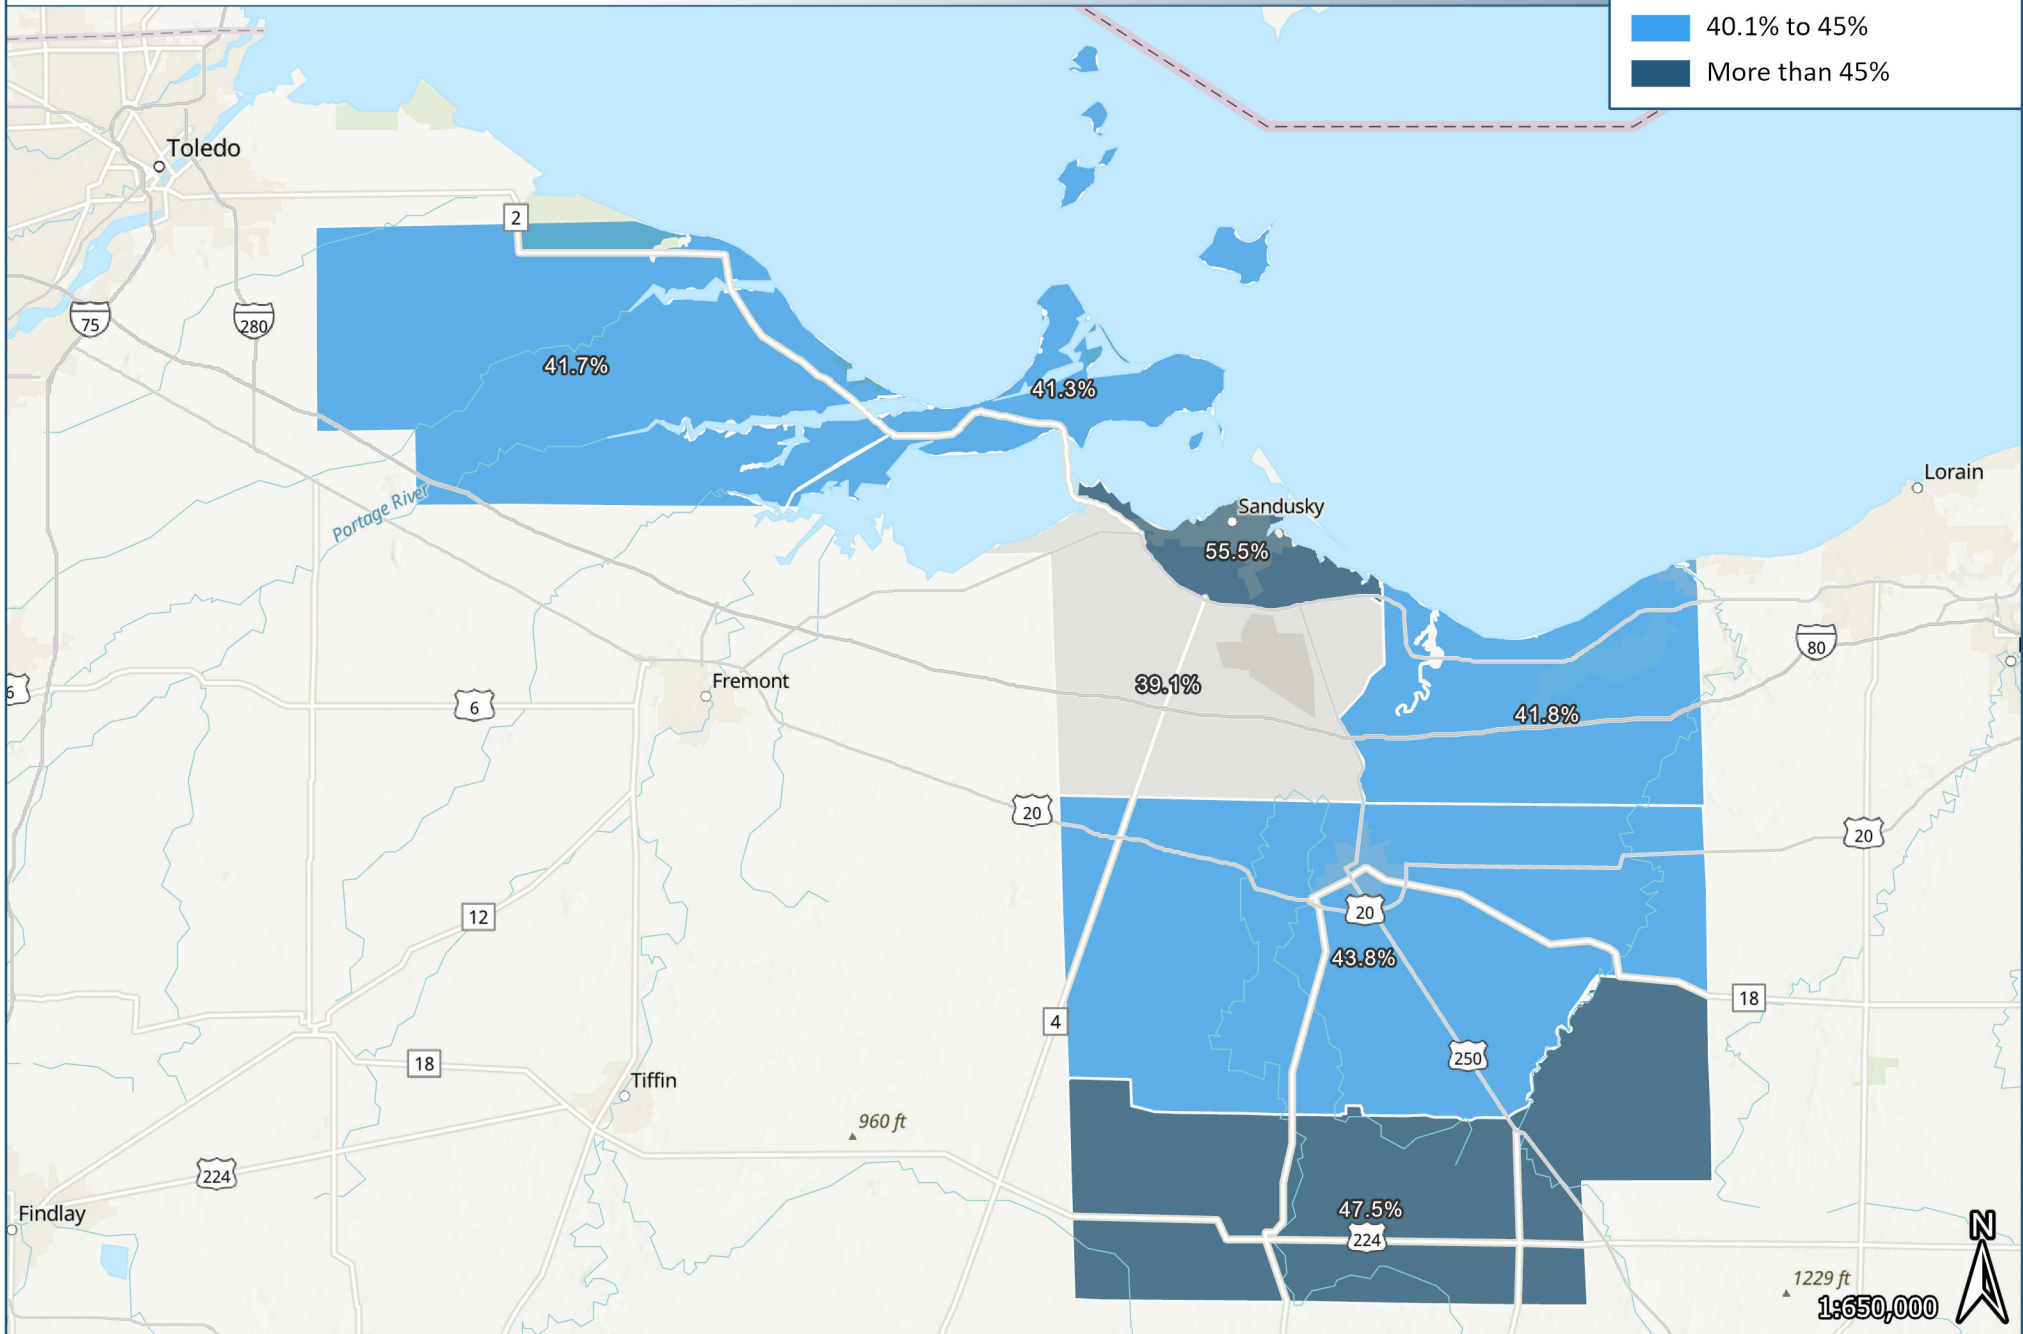 40.1% to 45%
More than 45%
Toledo
2
75
280
41.7%
41.3%
Lorain
Portage River
Sandusky
55.5%
80
6
Fremont
6
39.1%
41.8%
20
20
12
20
43.8%
18
4
250
18
Tiffin
960 ft
224
47.5%
Findlay
224
N
1229 ft
1:650,000